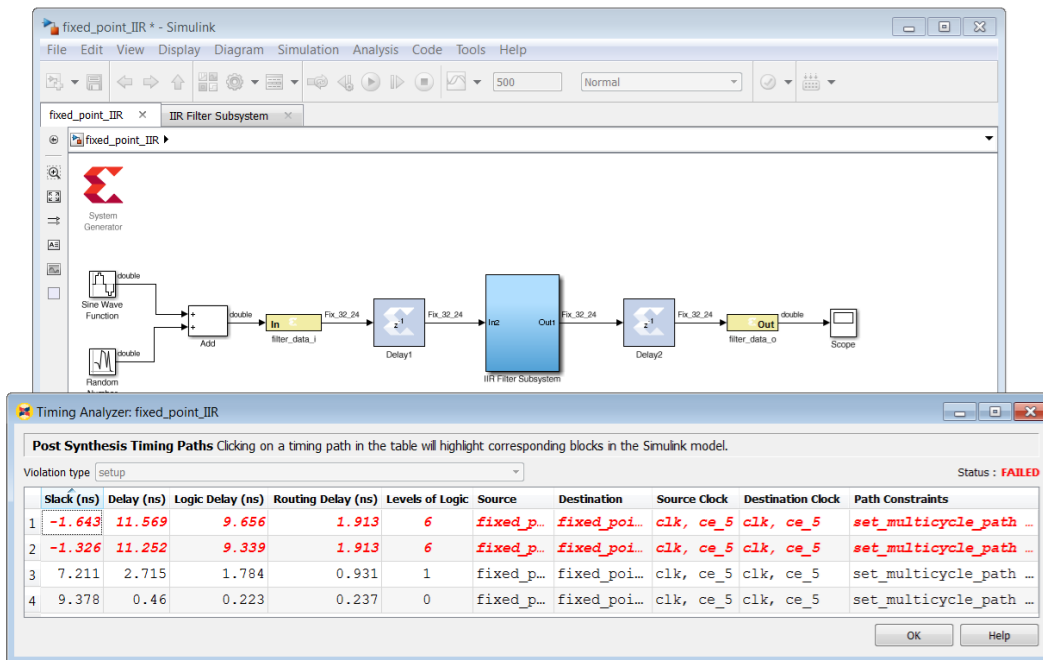 fixed_point_IIR * - Simulink
File Edit View Display Diagram Simulation Analysis Code Tools Help
500 Normal
fixed_point_IIR IIR Filter Subsystem
fixed_point_IIR
System
Generator
double
Sine Wave
Function
double
Random
Add
double
In
filter_data_i
Fix_32_24
z-1
Delay1
Fix_32_24
In2 Out1
IIR Filter Subsystem
Fix_32_24
z-1
Delay2
Fix_32_24
Out
filter_data_o
double
Scope
Timing Analyzer: fixed_point_IIR
Post Synthesis Timing Paths Clicking on a timing path in the table will highlight corresponding blocks in the Simulink model.
Violation type setup Status : FAILED
Slack (ns) Delay (ns) Logic Delay (ns) Routing Delay (ns) Levels of Logic Source Destination Source Clock Destination Clock Path Constraints
1 -1.643 11.569 9.656 1.913 6 fixed_p... fixed_poi... clk, ce_5 clk, ce_5 set_multicycle_path ...
2 -1.326 11.252 9.339 1.913 6 fixed_p... fixed_poi... clk, ce_5 clk, ce_5 set_multicycle_path ...
3 7.211 2.715 1.784 0.931 1 fixed_p... fixed_poi... clk, ce_5 clk, ce_5 set_multicycle_path ...
4 9.378 0.46 0.223 0.237 0 fixed_p... fixed_poi... clk, ce_5 clk, ce_5 set_multicycle_path ...
OK Help